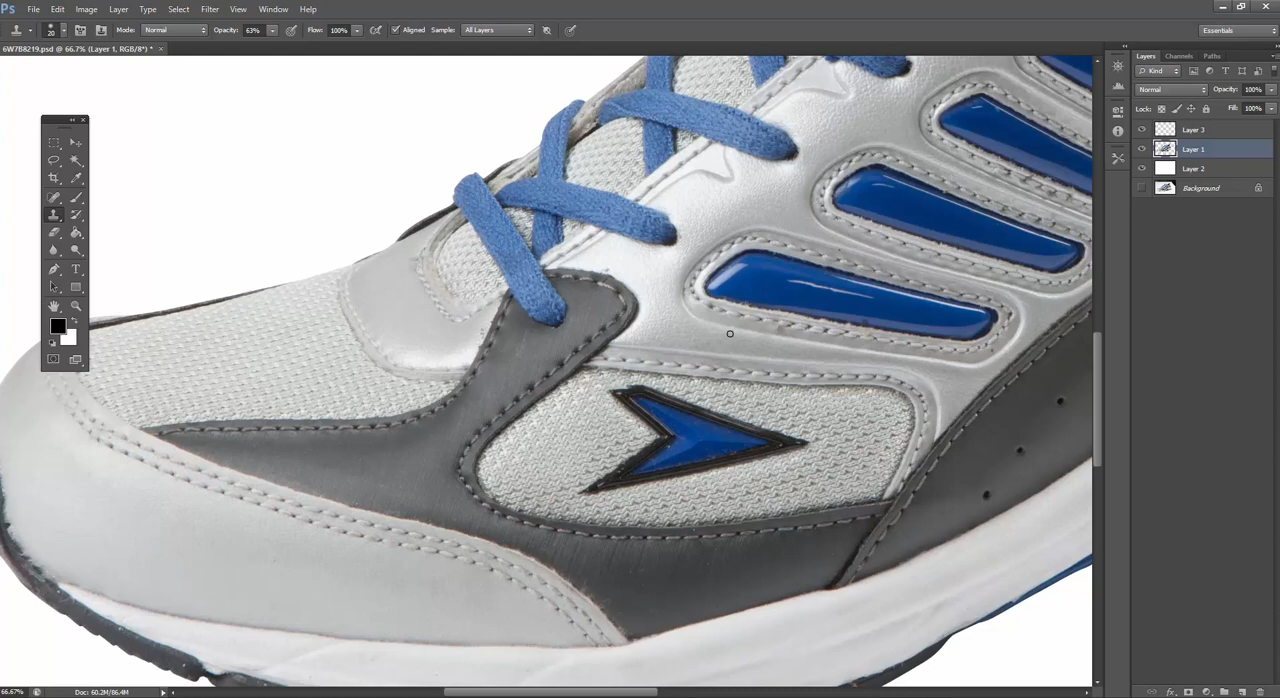 Ps File Edit Image Layer Type Select Filter View Window Help
20 Mode: Normal Opacity: 63% Flow: 100% Aligned Sample: All Layers Essentials
6W7B8219.psd @ 66.7% (Layer 1, RGB/8*) *
Layers Channels Paths
Kind
Normal Opacity: 100%
Lock: Fill: 100%
Layer 3
Layer 1
Layer 2
Background
66.67% Doc: 60.2M/86.4M